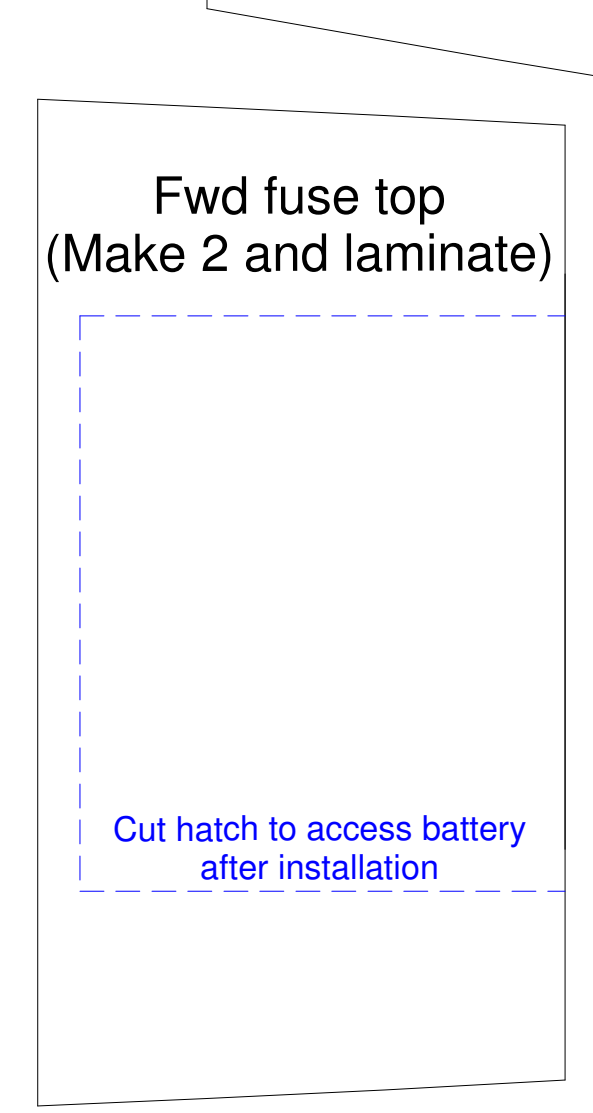 Fwd fuse top
(Make 2 and laminate)
Cut hatch to access battery
after installation